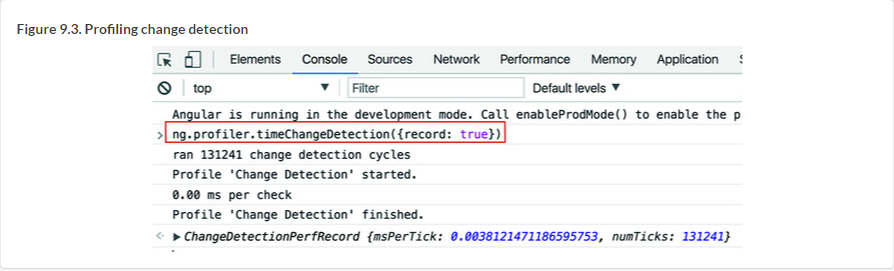 Figure 9.3. Profiling change detection
Elements Console Sources Network Performance Memory Application
top ▼ Filter Default levels ▼
Angular is running in the development mode. Call enableProdMode() to enable the p
> ng.profiler.timeChangeDetection({record: true})
ran 131241 change detection cycles
Profile 'Change Detection' started.
0.00 ms per check
Profile 'Change Detection' finished.
<· ▶ ChangeDetectionPerfRecord {msPerTick: 0.0038121471186595753, numTicks: 131241}